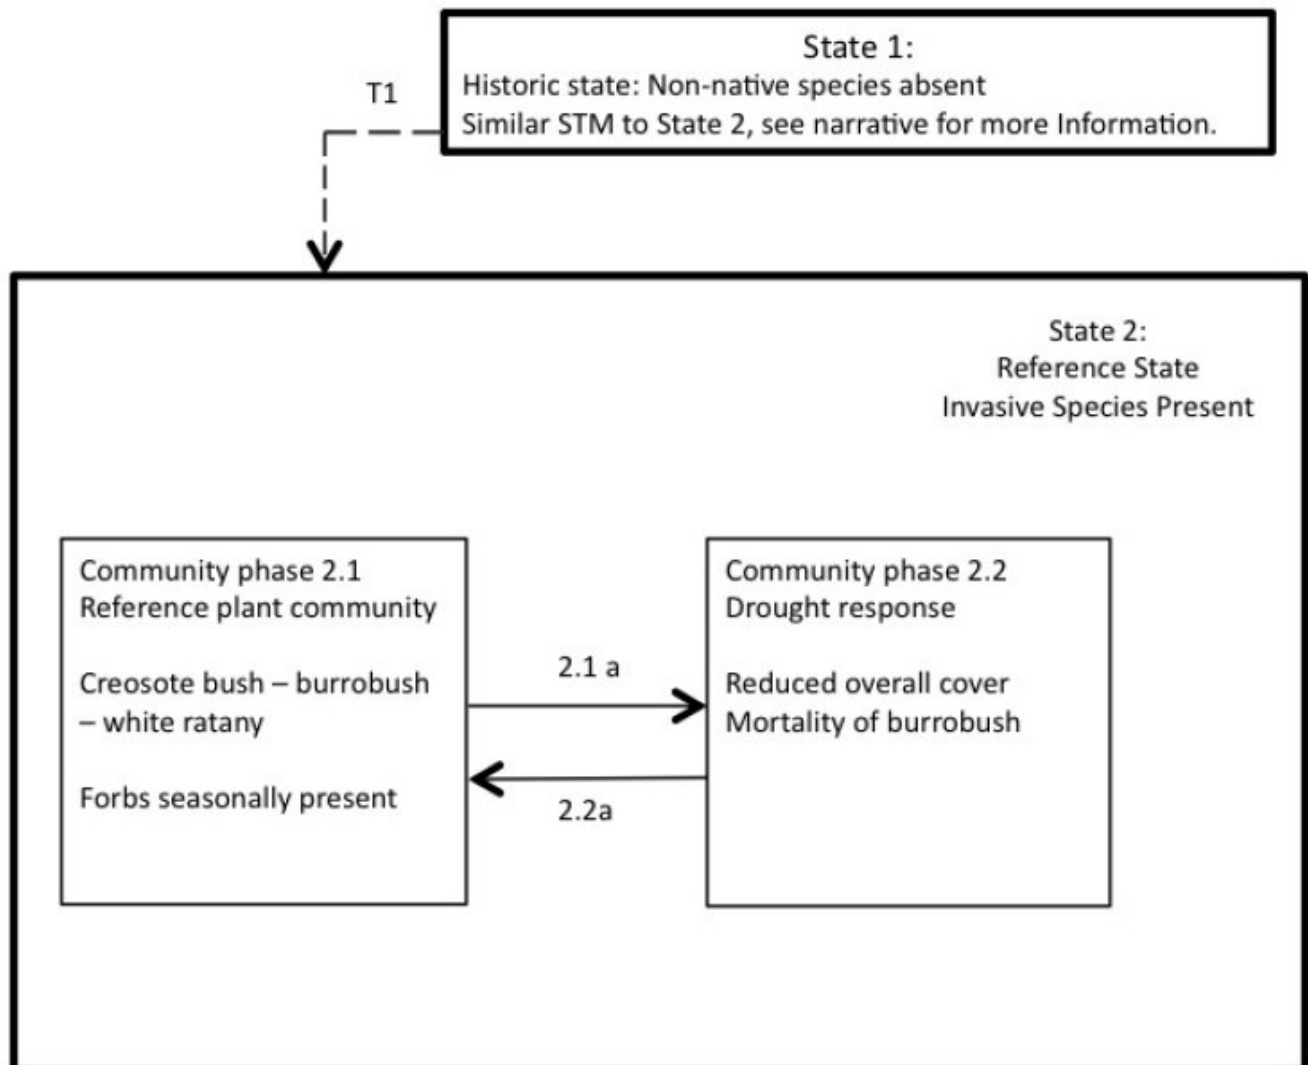 State 1:
Historic state: Non-native species absent
Similar STM to State 2, see narrative for more Information.
T1
State 2:
Reference State
Invasive Species Present
Community phase 2.1
Reference plant community
Creosote bush – burrobush
– white ratany
Forbs seasonally present
2.1 a
2.2a
Community phase 2.2
Drought response
Reduced overall cover
Mortality of burrobush